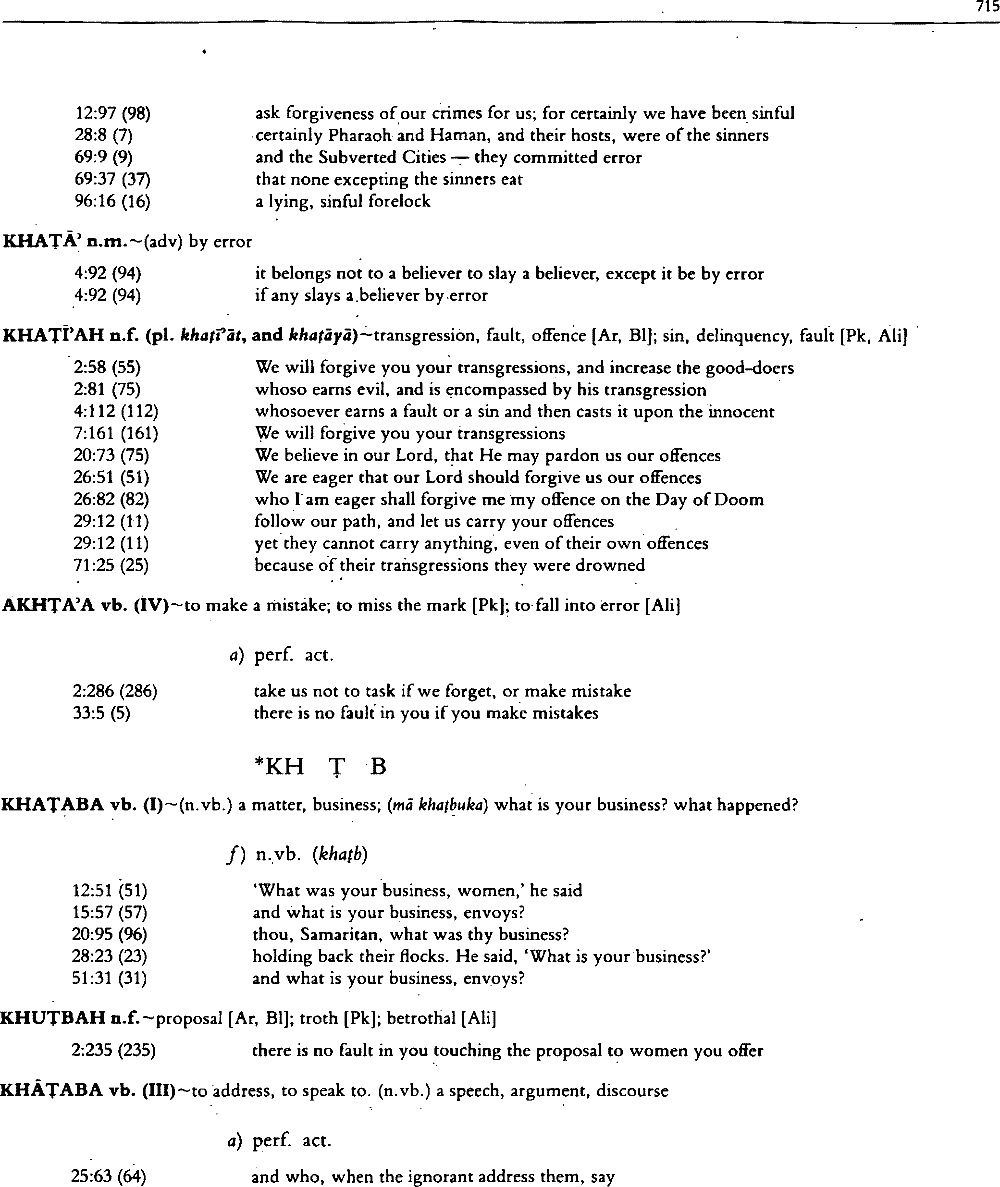 715
12:97 (98) ask forgiveness of our crimes for us; for certainly we have been sinful
28:8 (7) certainly Pharaoh and Haman, and their hosts, were of the sinners
69:9 (9) and the Subverted Cities — they committed error
69:37 (37) that none excepting the sinners eat
96:16 (16) a lying, sinful forelock
KHAṬĀʾ n.m.~(adv) by error
4:92 (94) it belongs not to a believer to slay a believer, except it be by error
4:92 (94) if any slays a believer by error
KHAṬĪʾAH n.f. (pl. khaṭīʾāt, and khaṭāyā)~transgression, fault, offence [Ar, Bl]; sin, delinquency, fault [Pk, Ali]
2:58 (55) We will forgive you your transgressions, and increase the good-doers
2:81 (75) whoso earns evil, and is encompassed by his transgression
4:112 (112) whosoever earns a fault or a sin and then casts it upon the innocent
7:161 (161) We will forgive you your transgressions
20:73 (75) We believe in our Lord, that He may pardon us our offences
26:51 (51) We are eager that our Lord should forgive us our offences
26:82 (82) who I am eager shall forgive me my offence on the Day of Doom
29:12 (11) follow our path, and let us carry your offences
29:12 (11) yet they cannot carry anything, even of their own offences
71:25 (25) because of their transgressions they were drowned
AKHṬAʾA vb. (IV)~to make a mistake; to miss the mark [Pk]; to fall into error [Ali]
a) perf. act.
2:286 (286) take us not to task if we forget, or make mistake
33:5 (5) there is no fault in you if you make mistakes
*KH Ṭ B
KHAṬABA vb. (I)~(n.vb.) a matter, business; (mā khaṭbuka) what is your business? what happened?
f) n.vb. (khaṭb)
12:51 (51) ‘What was your business, women,’ he said
15:57 (57) and what is your business, envoys?
20:95 (96) thou, Samaritan, what was thy business?
28:23 (23) holding back their flocks. He said, ‘What is your business?’
51:31 (31) and what is your business, envoys?
KHUṬBAH n.f.~proposal [Ar, Bl]; troth [Pk]; betrothal [Ali]
2:235 (235) there is no fault in you touching the proposal to women you offer
KHĀṬABA vb. (III)~to address, to speak to. (n.vb.) a speech, argument, discourse
a) perf. act.
25:63 (64) and who, when the ignorant address them, say